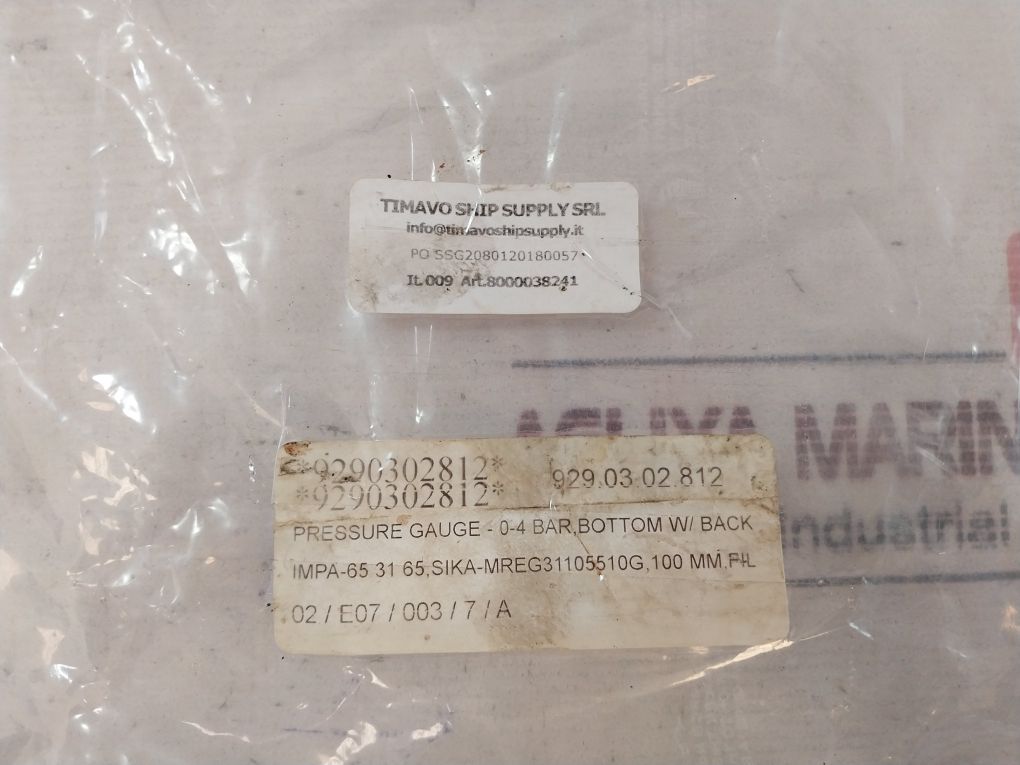 TIMAVO SHIP SUPPLY SRL
info@timavoshipsupply.it
PO SSG2080120180057
It. 009 Art.8000038241
MARIN
*9290302812* 929.03.02.812
*9290302812*
industrial
PRESSURE GAUGE - 0-4 BAR,BOTTOM W/ BACK
IMPA-65 31 65,SIKA-MREG31105510G,100 MM,FIL
02 / E07 / 003 / 7 / A